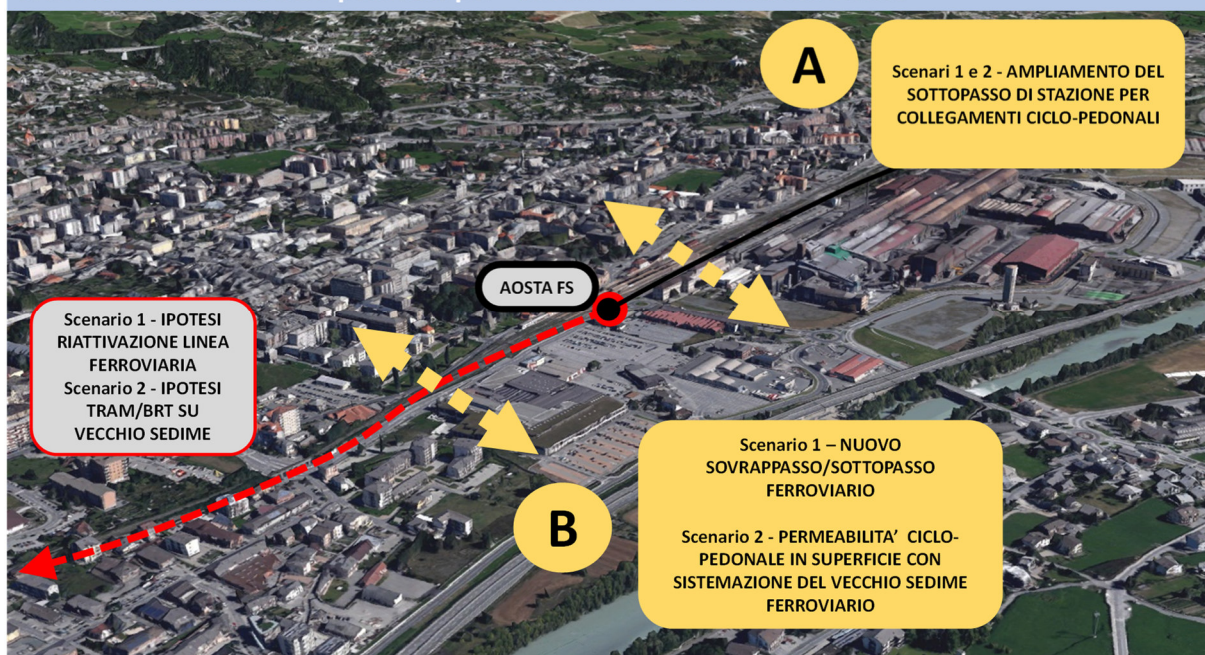 A
Scenari 1 e 2 - AMPLIAMENTO DEL
SOTTOPASSO DI STAZIONE PER
COLLEGAMENTI CICLO-PEDONALI
AOSTA FS
Scenario 1 - IPOTESI
RIATTIVAZIONE LINEA
FERROVIARIA
Scenario 2 - IPOTESI
TRAM/BRT SU
VECCHIO SEDIME
B
Scenario 1 – NUOVO
SOVRAPPASSO/SOTTOPASSO
FERROVIARIO
Scenario 2 - PERMEABILITA’ CICLO-
PEDONALE IN SUPERFICIE CON
SISTEMAZIONE DEL VECCHIO SEDIME
FERROVIARIO